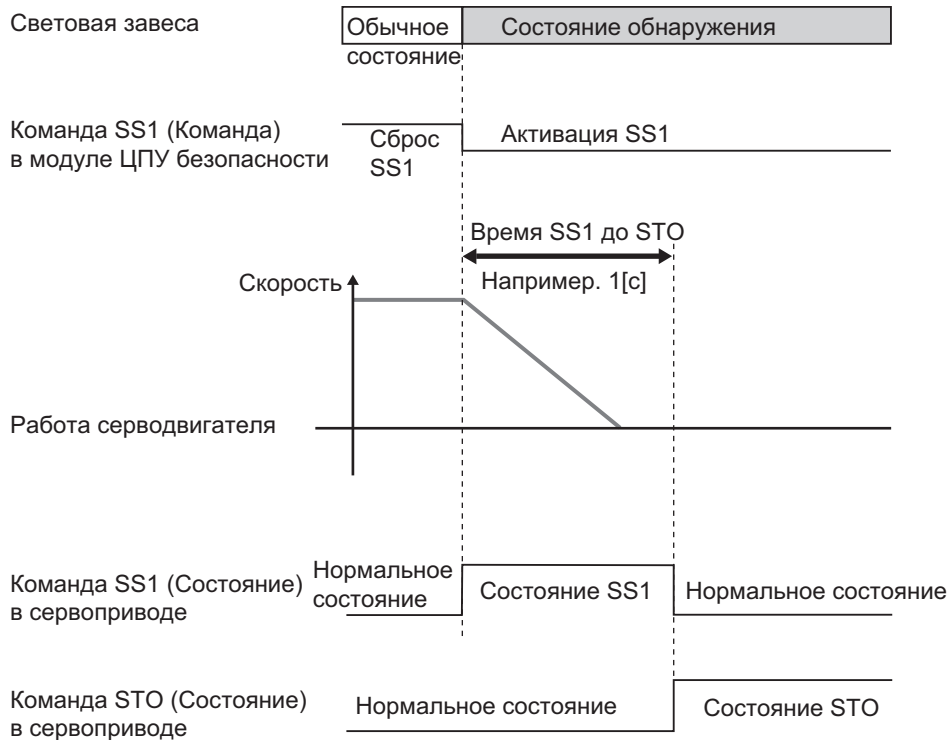 Световая завеса
Обычное
состояние
Состояние обнаружения
Команда SS1 (Команда)
в модуле ЦПУ безопасности
Сброс
SS1
Активация SS1
Время SS1 до STO
Например. 1[с]
Скорость
Работа серводвигателя
Команда SS1 (Состояние)
в сервоприводе
Нормальное
состояние
Состояние SS1
Нормальное состояние
Команда STO (Состояние)
в сервоприводе
Нормальное состояние
Состояние STO